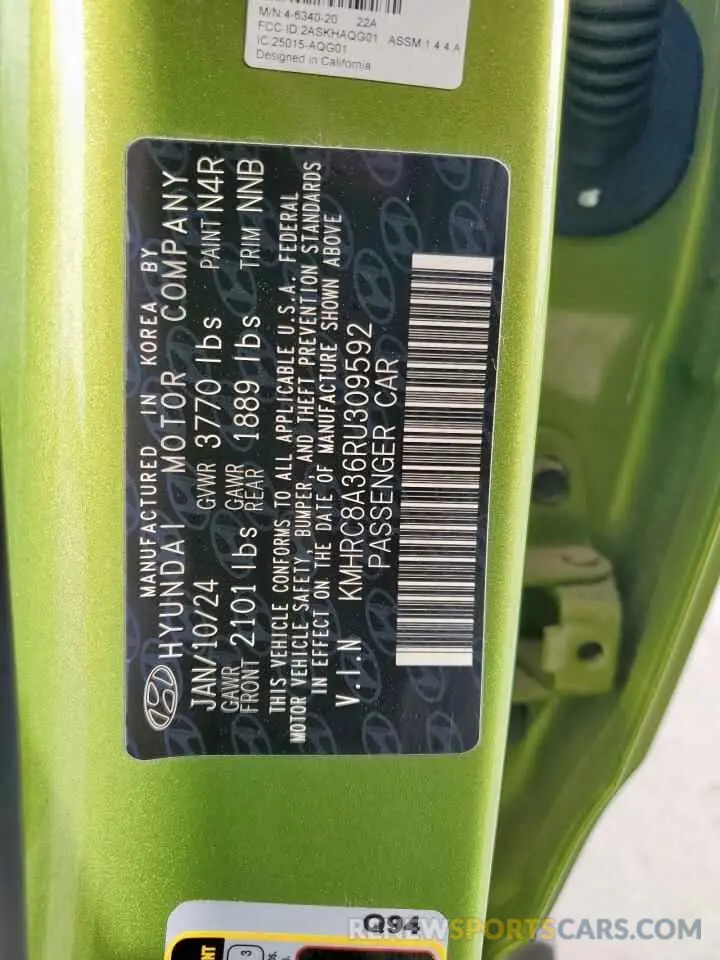 M/N:4-6340-20 22A
FCC ID:2ASKHAQG01 ASSM:1 4 4 A
IC:25015-AQG01
Designed in California
MANUFACTURED IN KOREA BY
HYUNDAI MOTOR COMPANY
JAN/10/24 GVWR 3770 lbs PAINT N4R
GAWR FRONT 2101 lbs GAWR REAR 1889 lbs TRIM NNB
THIS VEHICLE CONFORMS TO ALL APPLICABLE U.S.A. FEDERAL
MOTOR VEHICLE SAFETY, BUMPER, AND THEFT PREVENTION STANDARDS
IN EFFECT ON THE DATE OF MANUFACTURE SHOWN ABOVE
V.I.N KMHRC8A36RU309592
PASSENGER CAR
Q94
3
RENEWSPORTSCARS.COM